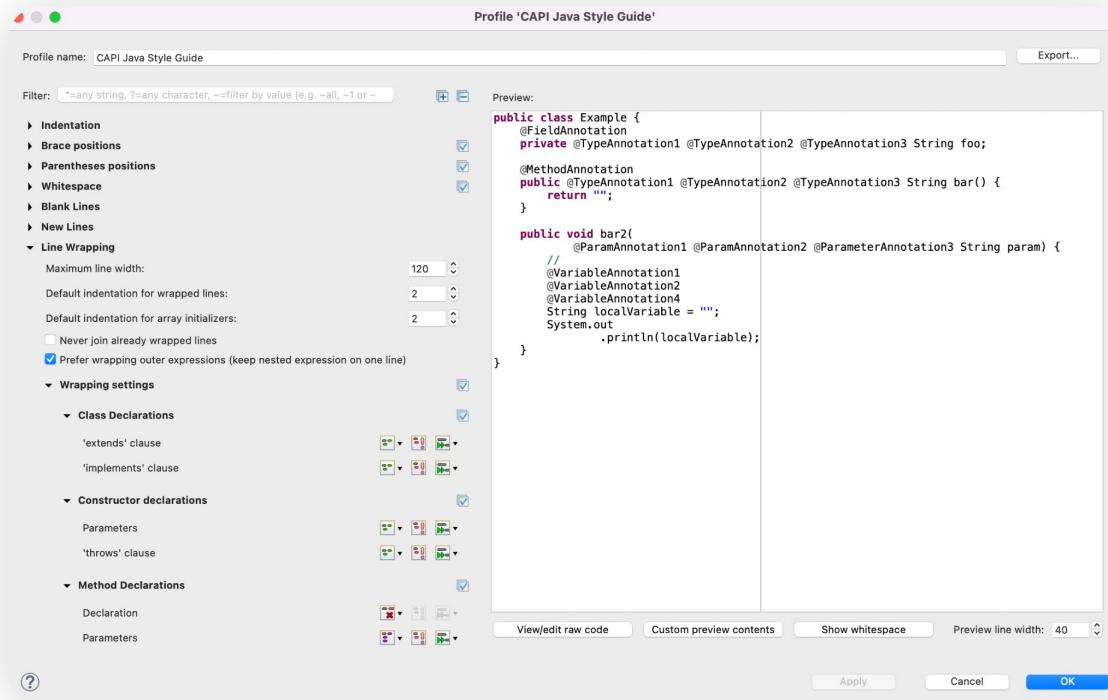 Profile 'CAPI Java Style Guide'
Profile name: CAPI Java Style Guide
Export...
Filter: *=any string, ?=any character, ~=filter by value (e.g. ~all, ~1 or ~
Preview:
Indentation
Brace positions
Parentheses positions
Whitespace
Blank Lines
New Lines
Line Wrapping
Maximum line width: 120
Default indentation for wrapped lines: 2
Default indentation for array initializers: 2
Never join already wrapped lines
Prefer wrapping outer expressions (keep nested expression on one line)
Wrapping settings
Class Declarations
'extends' clause
'implements' clause
Constructor declarations
Parameters
'throws' clause
Method Declarations
Declaration
Parameters
public class Example {
@FieldAnnotation
private @TypeAnnotation1 @TypeAnnotation2 @TypeAnnotation3 String foo;
@MethodAnnotation
public @TypeAnnotation1 @TypeAnnotation2 @TypeAnnotation3 String bar() {
return "";
}
public void bar2(
@ParamAnnotation1 @ParamAnnotation2 @ParameterAnnotation3 String param) {
//
@VariableAnnotation1
@VariableAnnotation2
@VariableAnnotation4
String localVariable = "";
System.out
.println(localVariable);
}
}
View/edit raw code
Custom preview contents
Show whitespace
Preview line width: 40
?
Apply
Cancel
OK